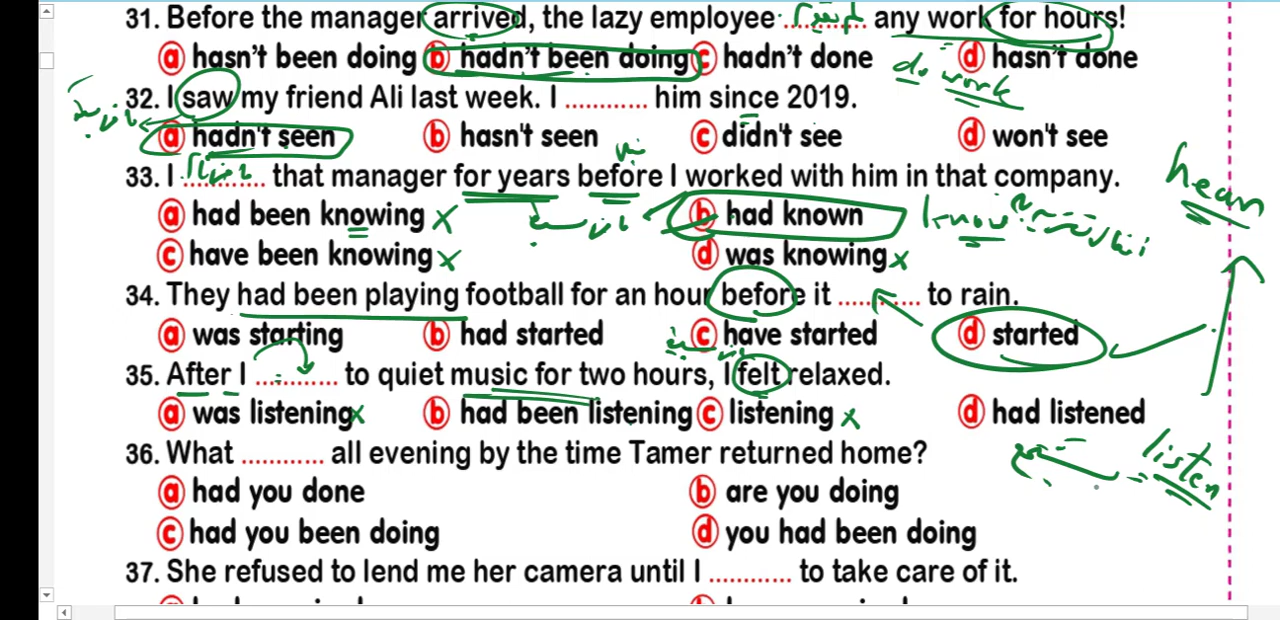 31. Before the manager arrived, the lazy employee ............ any work for hours!
ⓐ hasn't been doing ⓑ hadn't been doing ⓒ hadn't done ⓓ hasn't done
do work
32. I saw my friend Ali last week. I ............ him since 2019.
ⓐ hadn't seen ⓑ hasn't seen ⓒ didn't see ⓓ won't see
33. I ............ that manager for years before I worked with him in that company.
hear
ⓐ had been knowing x ⓑ had known know
ⓒ have been knowing x ⓓ was knowing x
34. They had been playing football for an hour before it ............ to rain.
ⓐ was starting ⓑ had started ⓒ have started ⓓ started
35. After I ............ to quiet music for two hours, I felt relaxed.
ⓐ was listening x ⓑ had been listening ⓒ listening x ⓓ had listened
listen
36. What ............ all evening by the time Tamer returned home?
ⓐ had you done ⓑ are you doing
ⓒ had you been doing ⓓ you had been doing
37. She refused to lend me her camera until I ............ to take care of it.